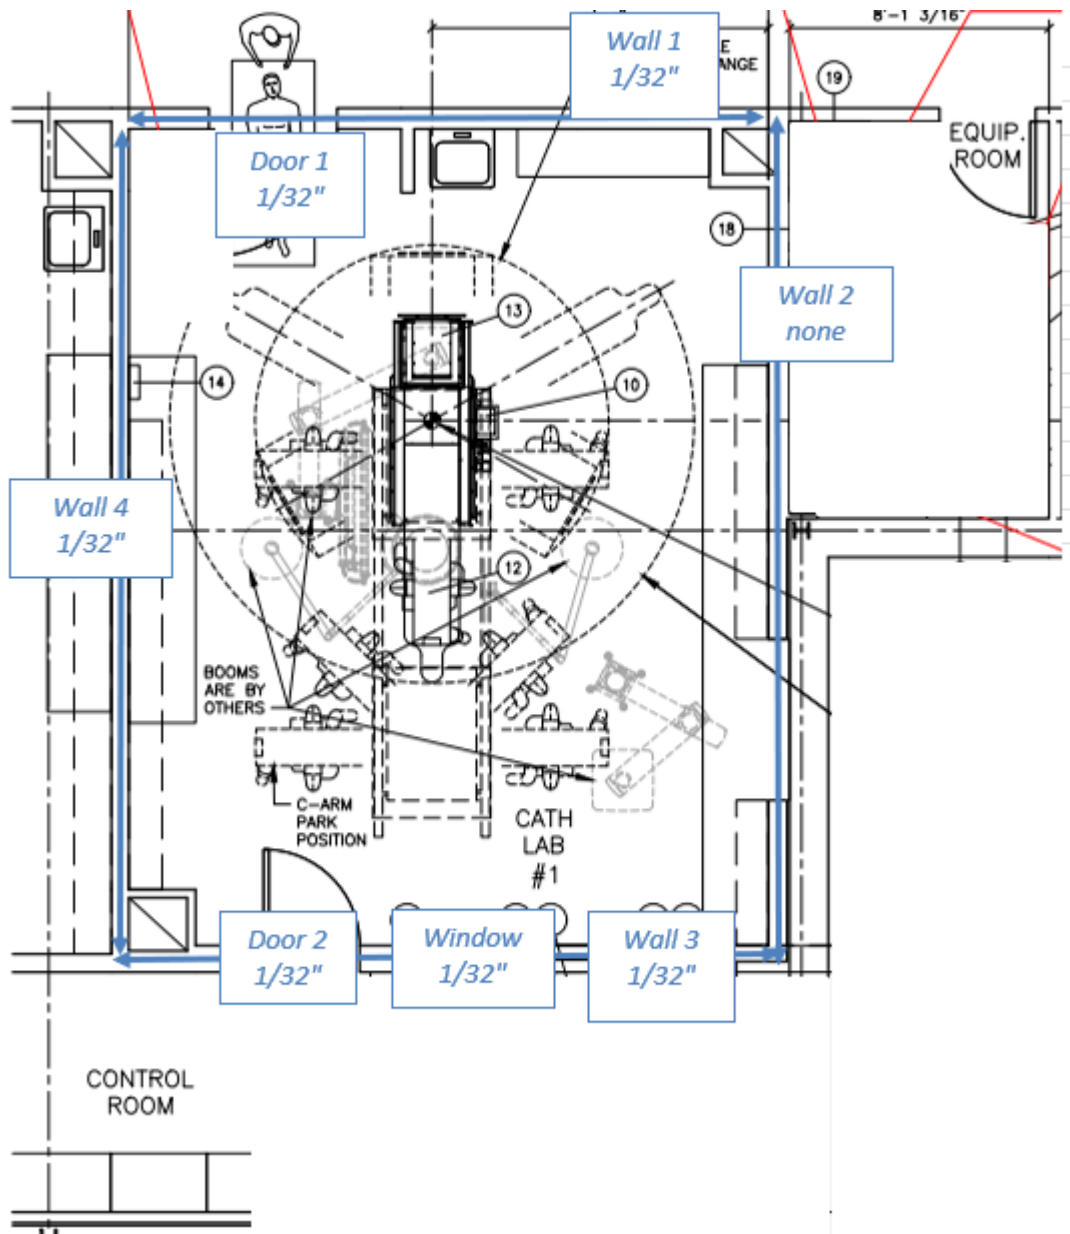 8'-1 3/16"
Wall 1
1/32"
E
ANGE
19
EQUIP.
ROOM
Door 1
1/32"
18
Wall 2
none
13
14
10
Wall 4
1/32"
12
BOOMS
ARE BY
OTHERS
C-ARM
PARK
POSITION
CATH
LAB
#1
Door 2
1/32"
Window
1/32"
Wall 3
1/32"
CONTROL
ROOM